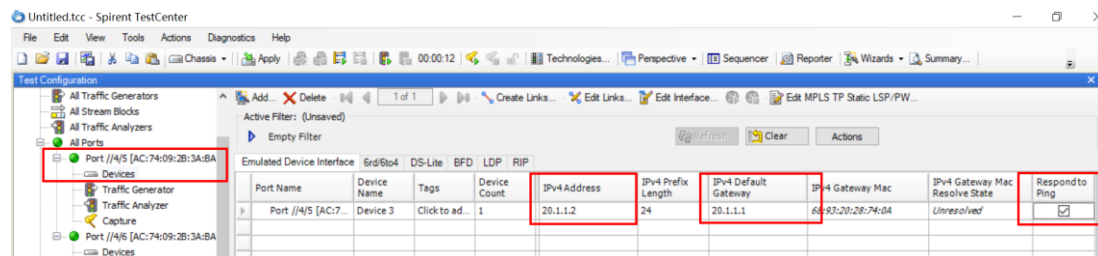 Untitled.tcc - Spirent TestCenter
File Edit View Tools Actions Diagnostics Help
Chassis Apply 00:00:12 Technologies... Perspective Sequencer Reporter Wizards Summary...
Test Configuration
All Traffic Generators
All Stream Blocks
All Traffic Analyzers
All Ports
Port //4/5 [AC:74:09:2B:3A:BA
Devices
Traffic Generator
Traffic Analyzer
Capture
Port //4/6 [AC:74:09:2B:3A:BA
Devices
Add... Delete 1 of 1 Create Links... Edit Links... Edit Interface... Edit MPLS TP Static LSP/PW...
Active Filter: (Unsaved)
Empty Filter Refresh Clear Actions
Emulated Device Interface 6rd/6to4 DS-Lite BFD LDP RIP
Port Name Device Name Tags Device Count IPv4 Address IPv4 Prefix Length IPv4 Default Gateway IPv4 Gateway Mac IPv4 Gateway Mac Resolve State Respond to Ping
Port //4/5 [AC:7... Device 3 Click to ad... 1 20.1.1.2 24 20.1.1.1 68:93:20:28:74:0A Unresolved